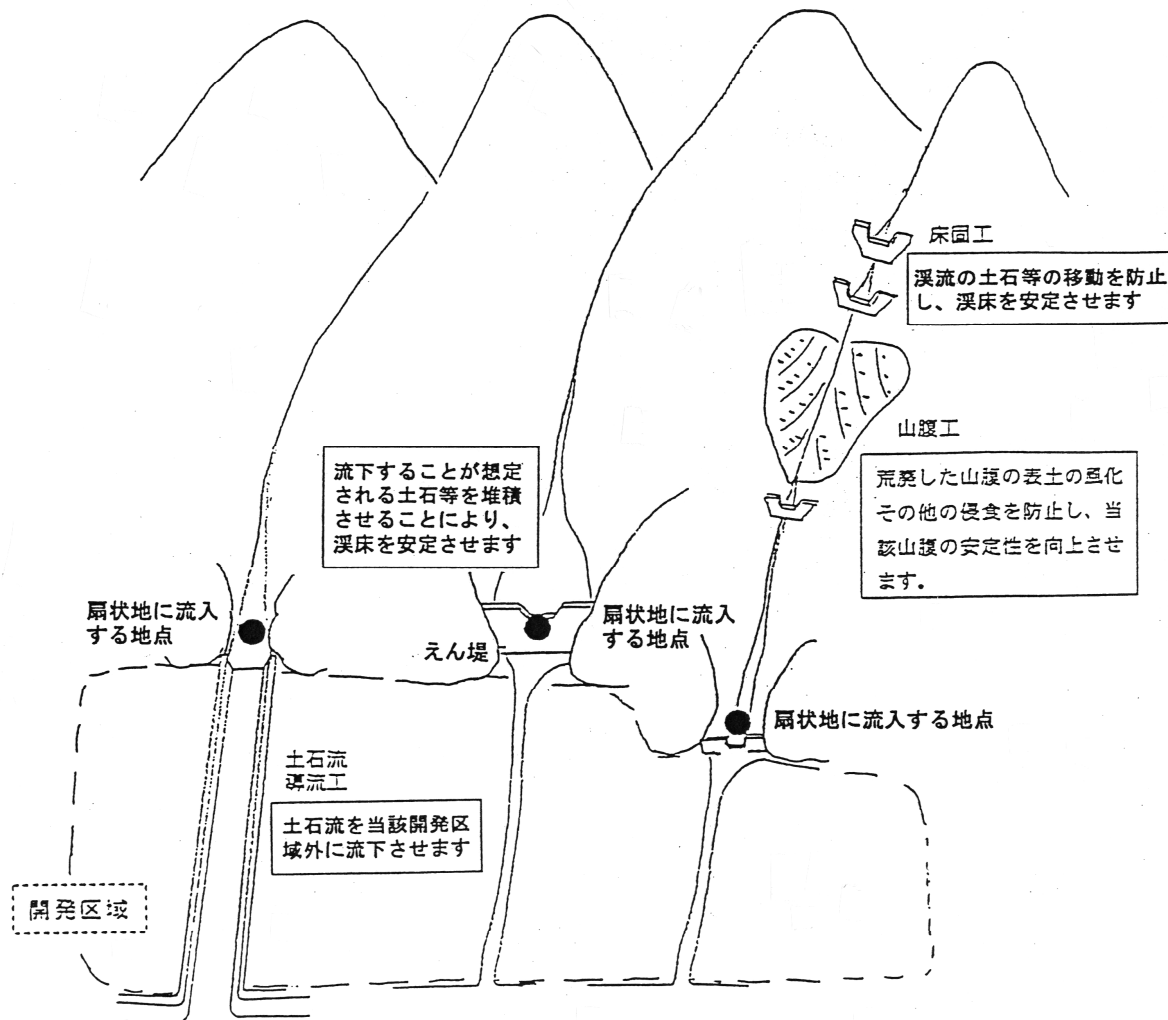 床固工
渓流の土石等の移動を防止
し、渓床を安定させます
山腹工
荒廃した山腹の表土の風化
その他の侵食を防止し、当
該山腹の安定性を向上させ
ます。
流下することが想定
される土石等を堆積
させることにより、
渓床を安定させます
扇状地に流入
する地点
えん堤
扇状地に流入
する地点
扇状地に流入する地点
土石流
導流工
土石流を当該開発区
域外に流下させます
開発区域